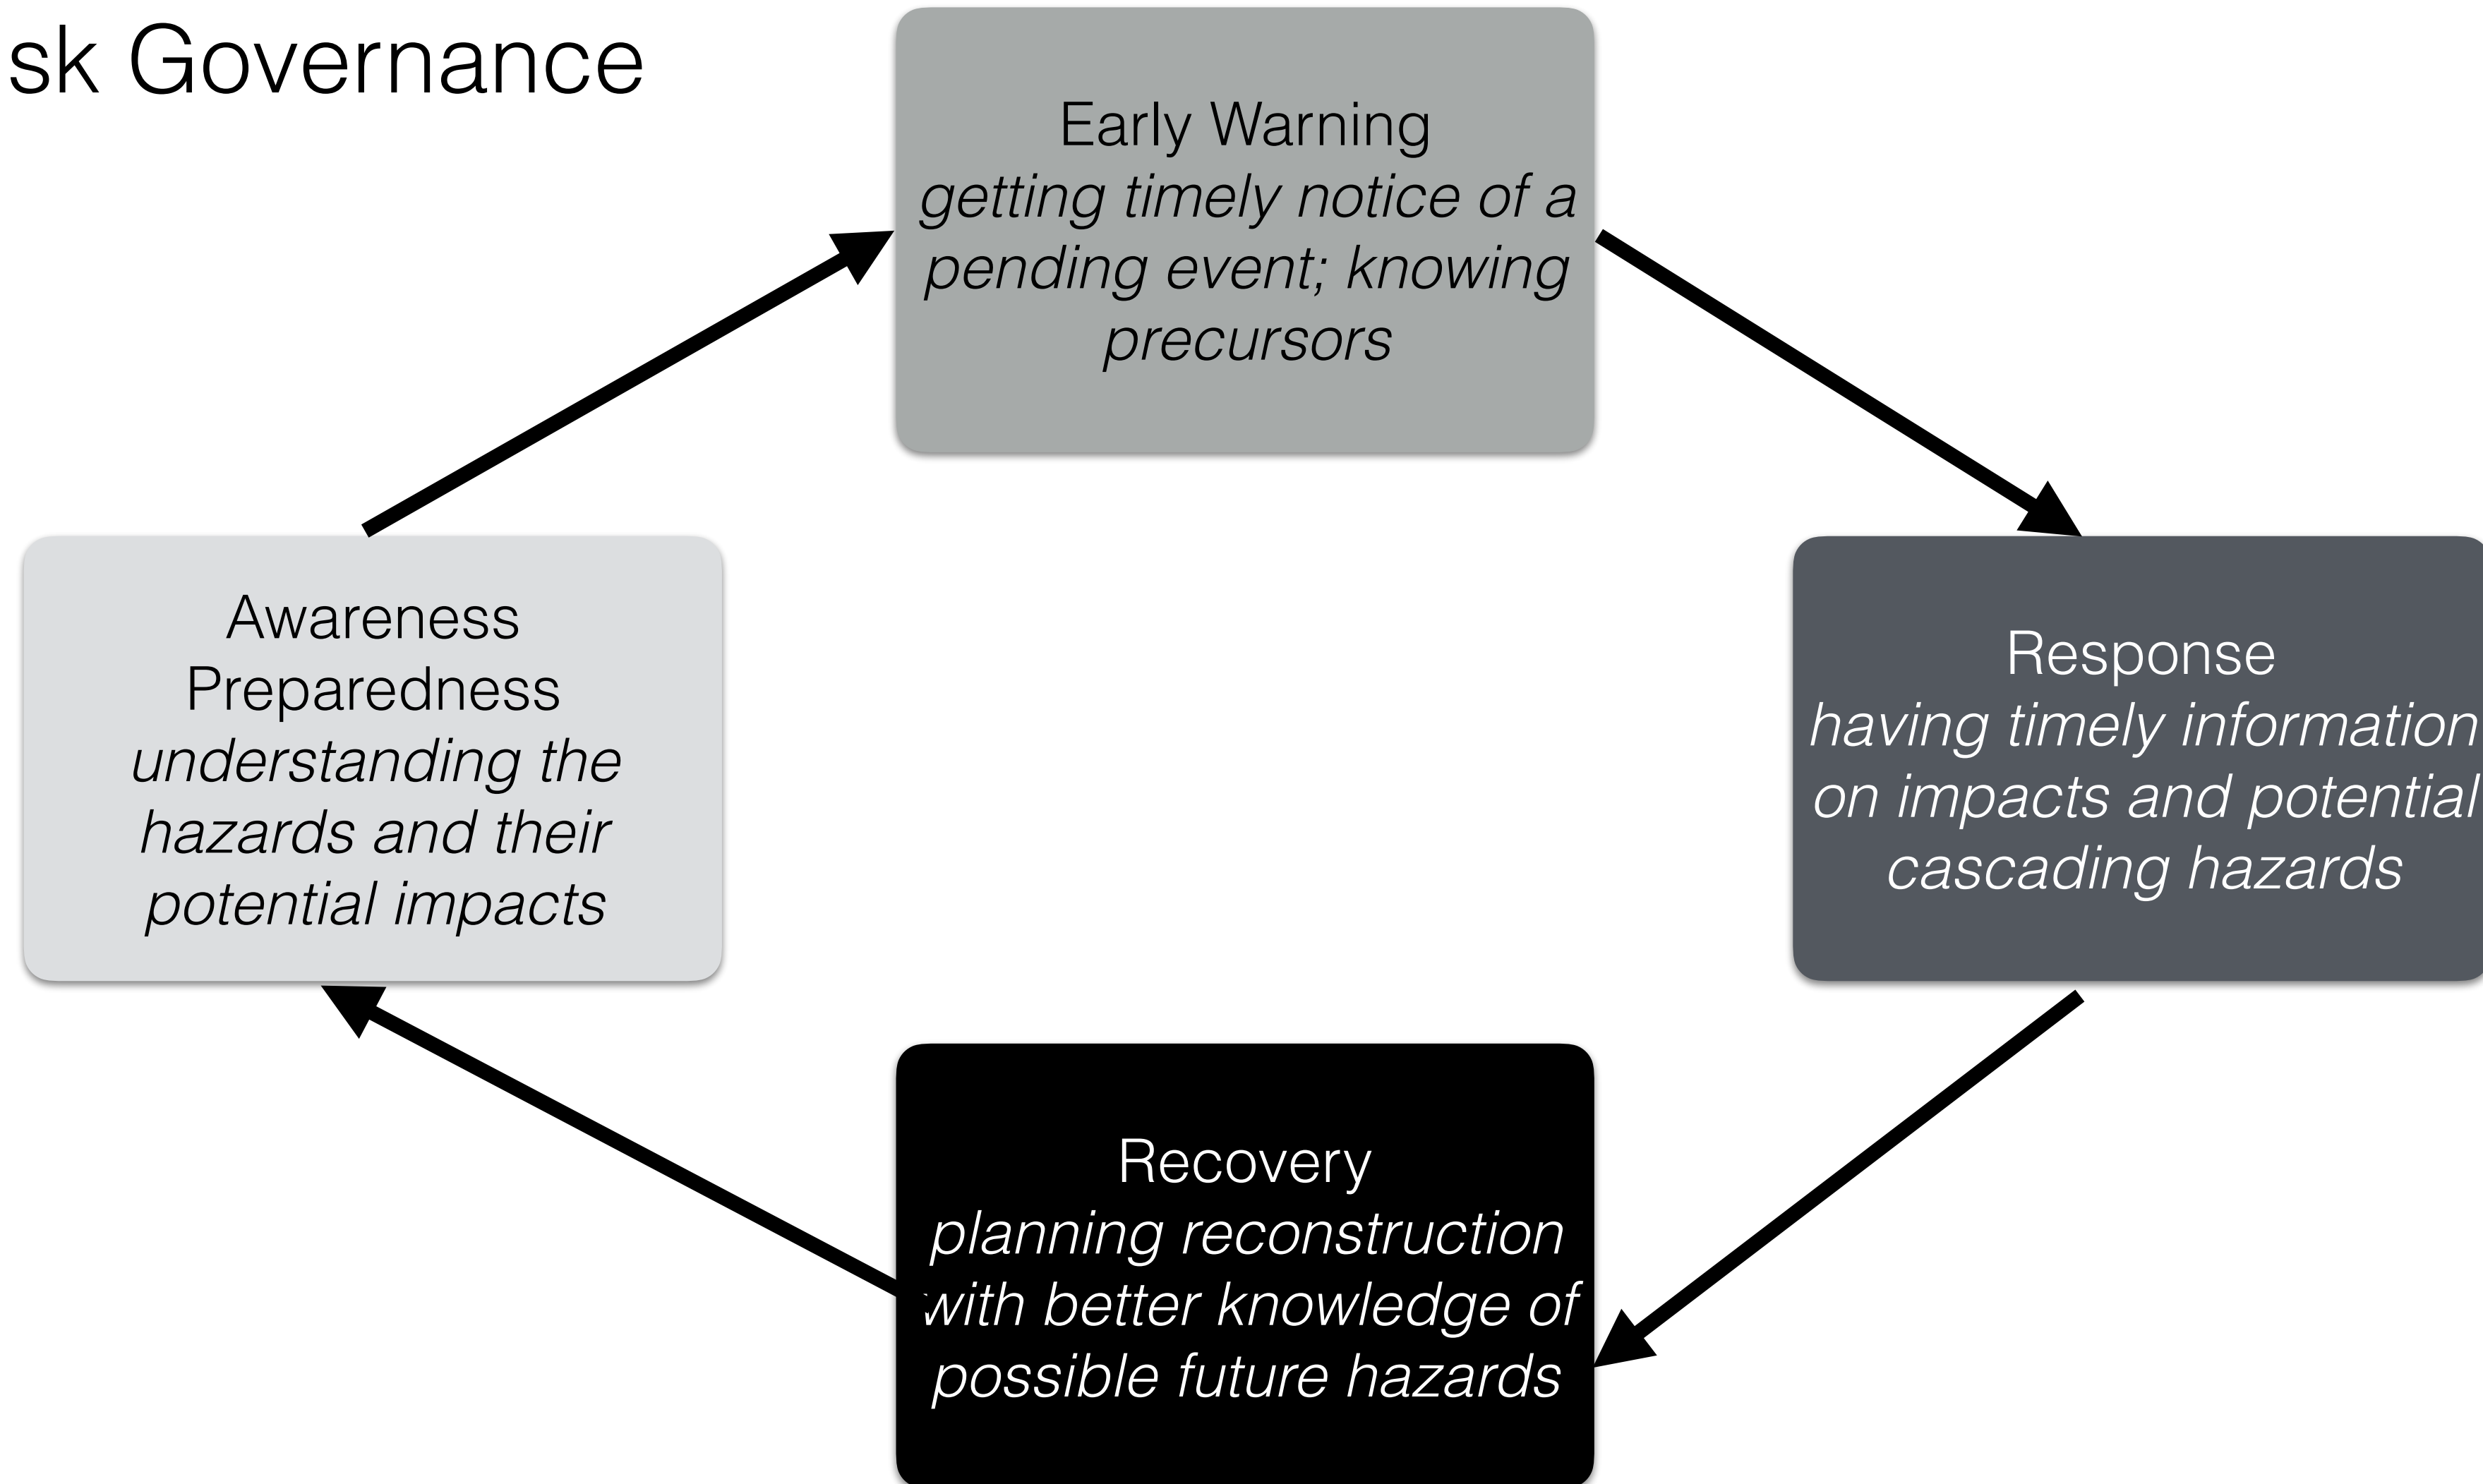 sk Governance
Early Warning
getting timely notice of a
pending event; knowing
precursors
Awareness
Preparedness
understanding the
hazards and their
potential impacts
Response
having timely information
on impacts and potential
cascading hazards
Recovery
planning reconstruction
with better knowledge of
possible future hazards